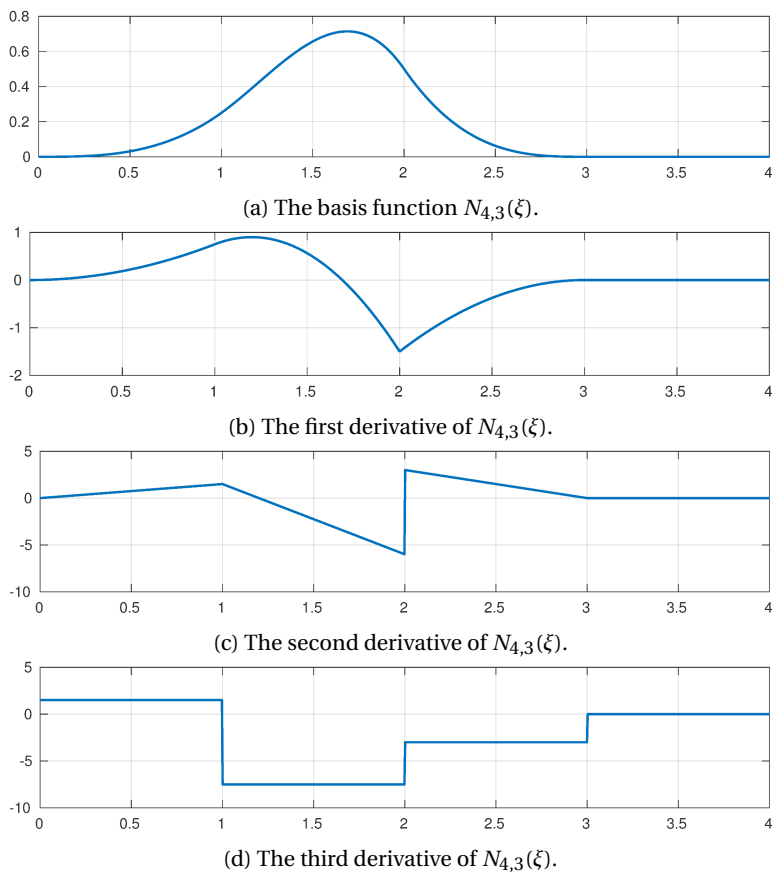 0.8
0.6
0.4
0.2
0
0 0.5 1 1.5 2 2.5 3 3.5 4
(a) The basis function N4,3(ξ).
1
0
-1
-2
0 0.5 1 1.5 2 2.5 3 3.5 4
(b) The first derivative of N4,3(ξ).
5
0
-5
-10
0 0.5 1 1.5 2 2.5 3 3.5 4
(c) The second derivative of N4,3(ξ).
5
0
-5
-10
0 0.5 1 1.5 2 2.5 3 3.5 4
(d) The third derivative of N4,3(ξ).